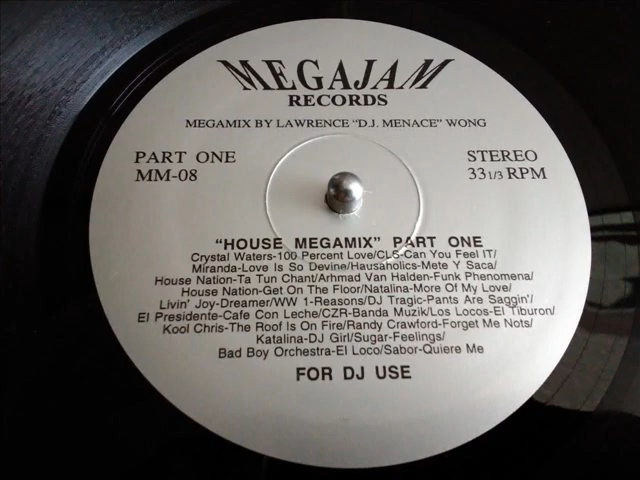 MEGAJAM
RECORDS
MEGAMIX BY LAWRENCE "D.J. MENACE" WONG
PART ONE
MM-08
STEREO
33 1/3 RPM
"HOUSE MEGAMIX" PART ONE
Crystal Waters-100 Percent Love/CLS-Can You Feel IT/
Miranda-Love Is So Devine/Hausaholics-Mete Y Saca/
House Nation-Ta Tun Chant/Arhmad Van Halden-Funk Phenomena/
House Nation-Get On The Floor/Natalina-More Of My Love/
Livin' Joy-Dreamer/WW 1-Reasons/DJ Tragic-Pants Are Saggin'/
El Presidente-Cafe Con Leche/CZR-Banda Muzik/Los Locos-El Tiburon/
Kool Chris-The Roof Is On Fire/Randy Crawford-Forget Me Nots/
Katalina-DJ Girl/Sugar-Feelings/
Bad Boy Orchestra-El Loco/Sabor-Quiere Me
FOR DJ USE